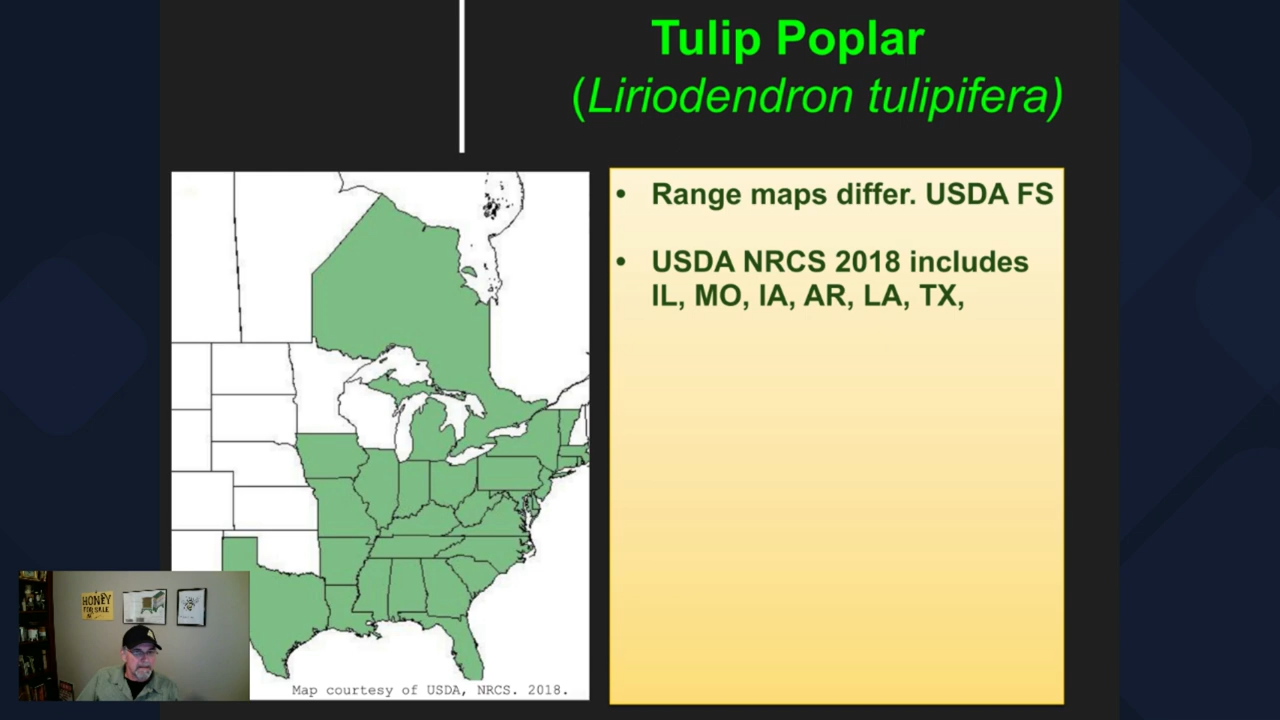 Tulip Poplar
(Liriodendron tulipifera)
• Range maps differ. USDA FS
• USDA NRCS 2018 includes
IL, MO, IA, AR, LA, TX,
Map courtesy of USDA, NRCS. 2018.
HONEY
FOR SALE